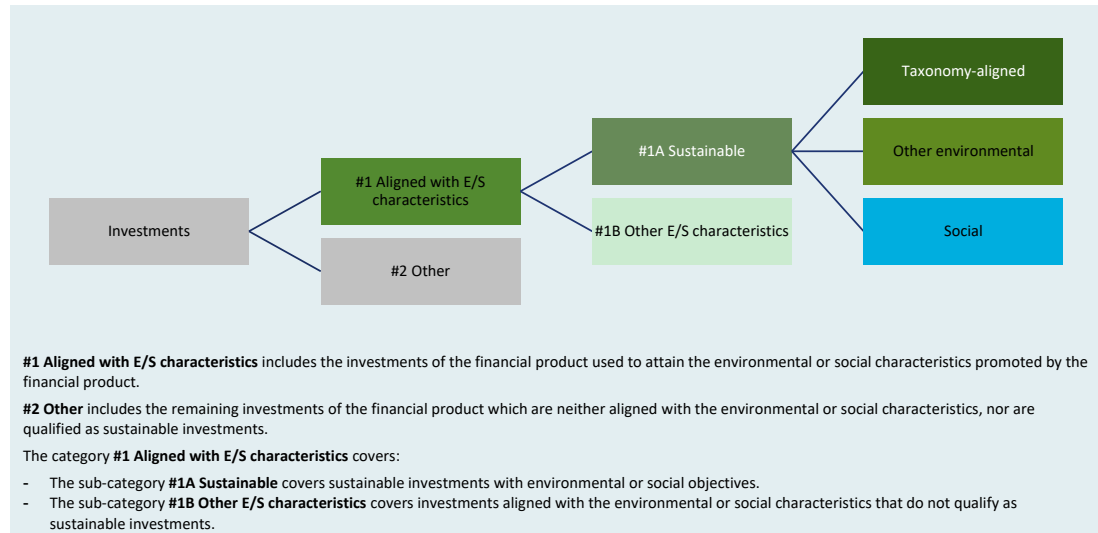 Taxonomy-aligned
#1A Sustainable
Other environmental
#1 Aligned with E/S
characteristics
Investments
#1B Other E/S characteristics
Social
#2 Other
#1 Aligned with E/S characteristics includes the investments of the financial product used to attain the environmental or social characteristics promoted by the
financial product.
#2 Other includes the remaining investments of the financial product which are neither aligned with the environmental or social characteristics, nor are
qualified as sustainable investments.
The category #1 Aligned with E/S characteristics covers:
- The sub-category #1A Sustainable covers sustainable investments with environmental or social objectives.
- The sub-category #1B Other E/S characteristics covers investments aligned with the environmental or social characteristics that do not qualify as
sustainable investments.